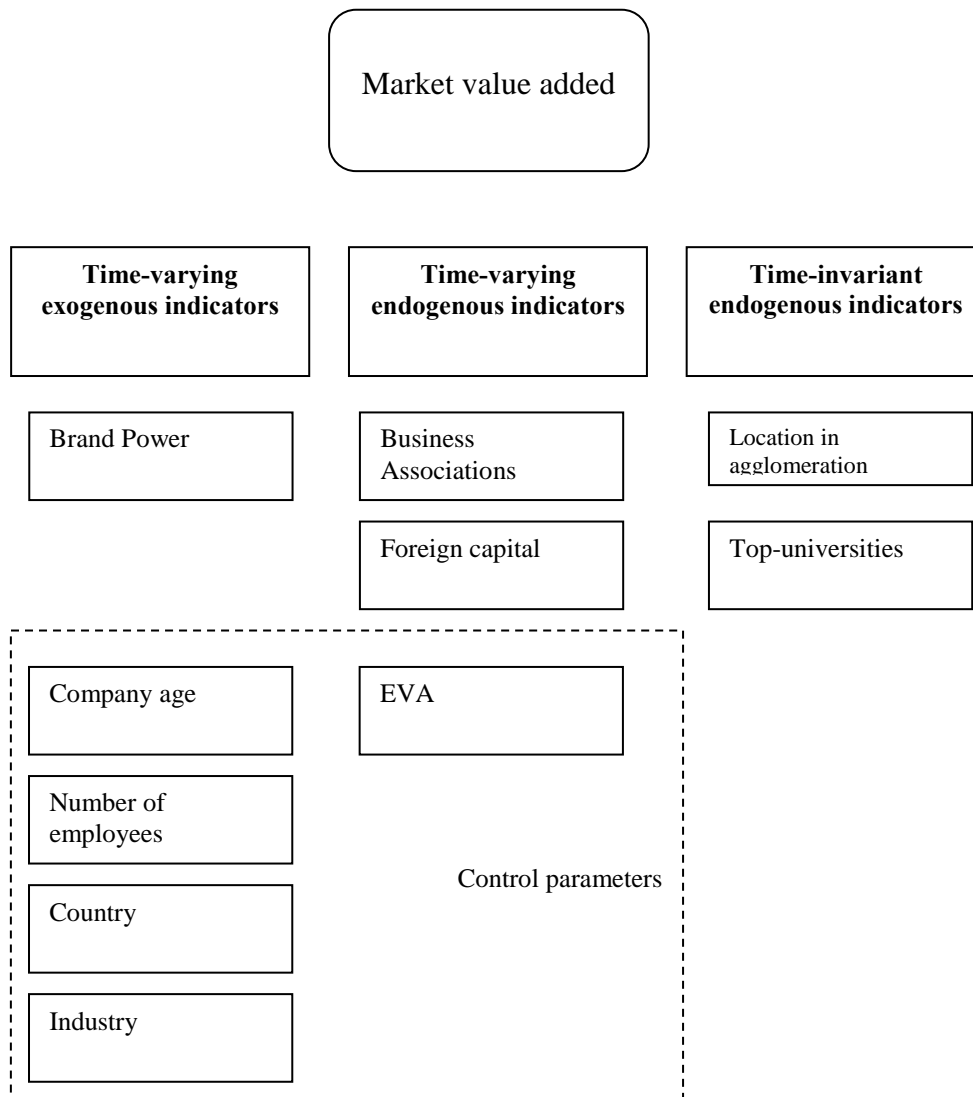 Market value added
Time-varying
exogenous indicators
Time-varying
endogenous indicators
Time-invariant
endogenous indicators
Brand Power
Business
Associations
Location in
agglomeration
Foreign capital
Top-universities
Company age
EVA
Number of
employees
Control parameters
Country
Industry